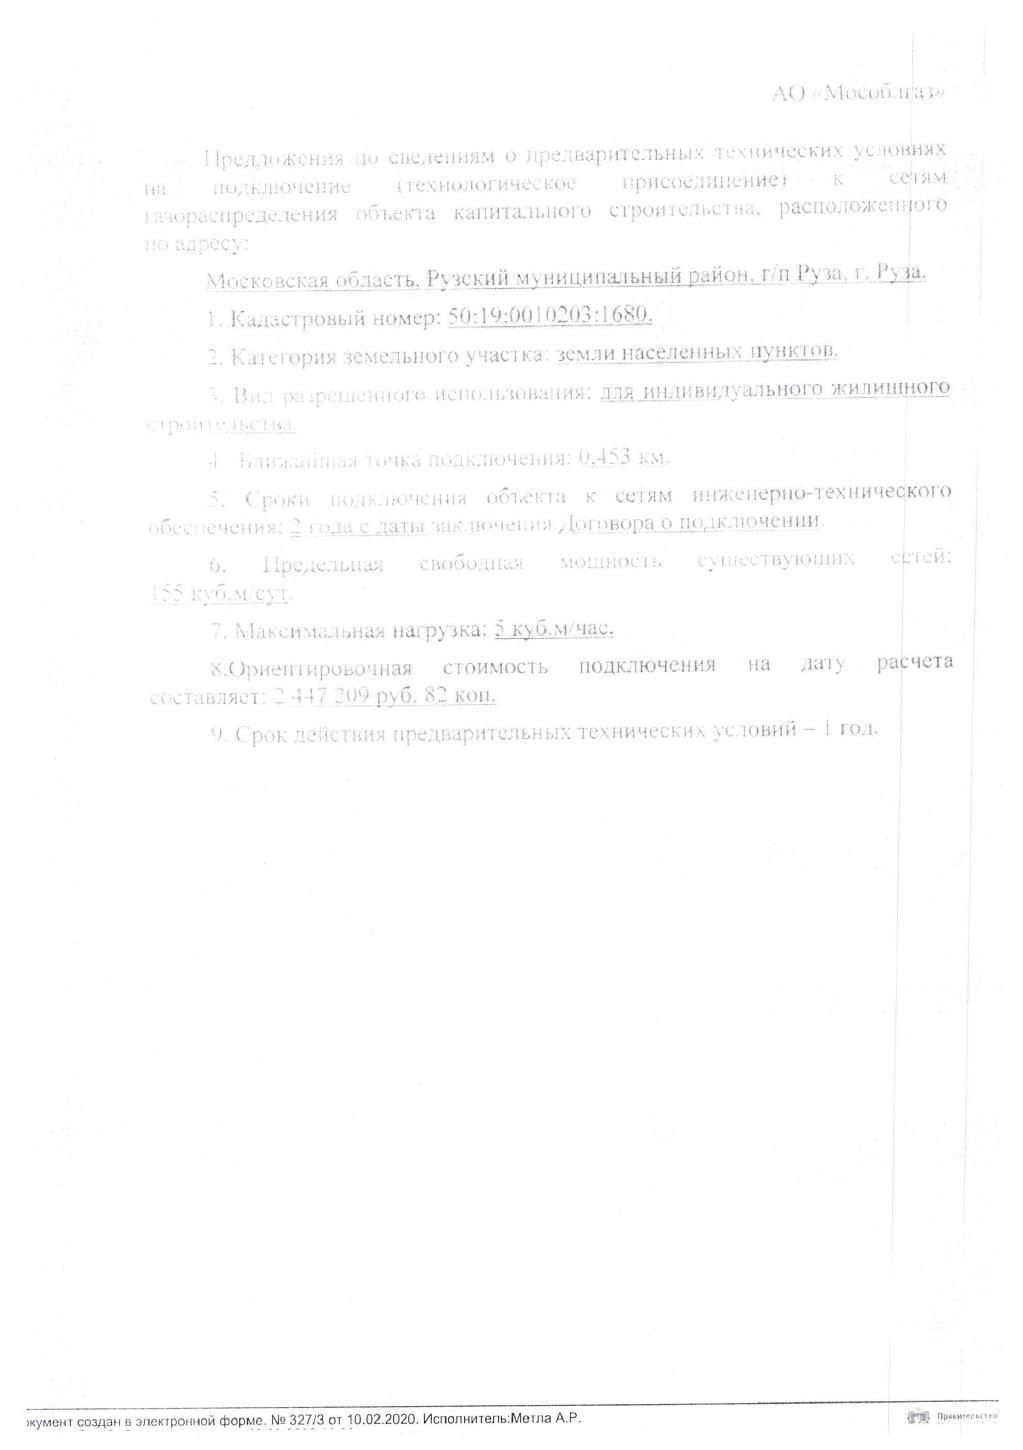 АО «Мособлгаз»
Предложения по сведениям о предварительных технических условиях
на подключение (технологическое присоединение) к сетям
газораспределения объекта капитального строительства, расположенного
по адресу:
Московская область, Рузский муниципальный район, г/п Руза, г. Руза.
1. Кадастровый номер: 50:19:0010203:1680.
2. Категория земельного участка: земли населенных пунктов.
3. Вид разрешенного использования: для индивидуального жилищного
строительства.
4. Ближайшая точка подключения: 0,453 км.
5. Сроки подключения объекта к сетям инженерно-технического
обеспечения: 2 года с даты заключения Договора о подключении.
6. Предельная свободная мощность существующих сетей:
155 куб.м/сут.
7. Максимальная нагрузка: 5 куб.м/час.
8.Ориентировочная стоимость подключения на дату расчета
составляет: 2 447 209 руб. 82 коп.
9. Срок действия предварительных технических условий – 1 год.
окумент создан в электронной форме. № 327/3 от 10.02.2020. Исполнитель:Метла А.Р.
Правительство